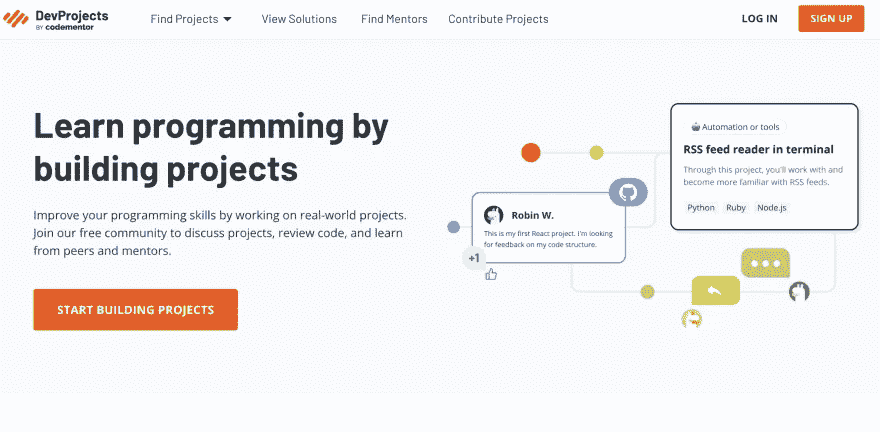 DevProjects
BY codementor
Find Projects
View Solutions
Find Mentors
Contribute Projects
LOG IN
SIGN UP
Learn programming by
building projects
Improve your programming skills by working on real-world projects.
Join our free community to discuss projects, review code, and learn
from peers and mentors.
START BUILDING PROJECTS
Automation or tools
RSS feed reader in terminal
Through this project, you'll work with and
become more familiar with RSS feeds.
Python Ruby Node.js
Robin W.
This is my first React project. I'm looking
for feedback on my code structure.
+1